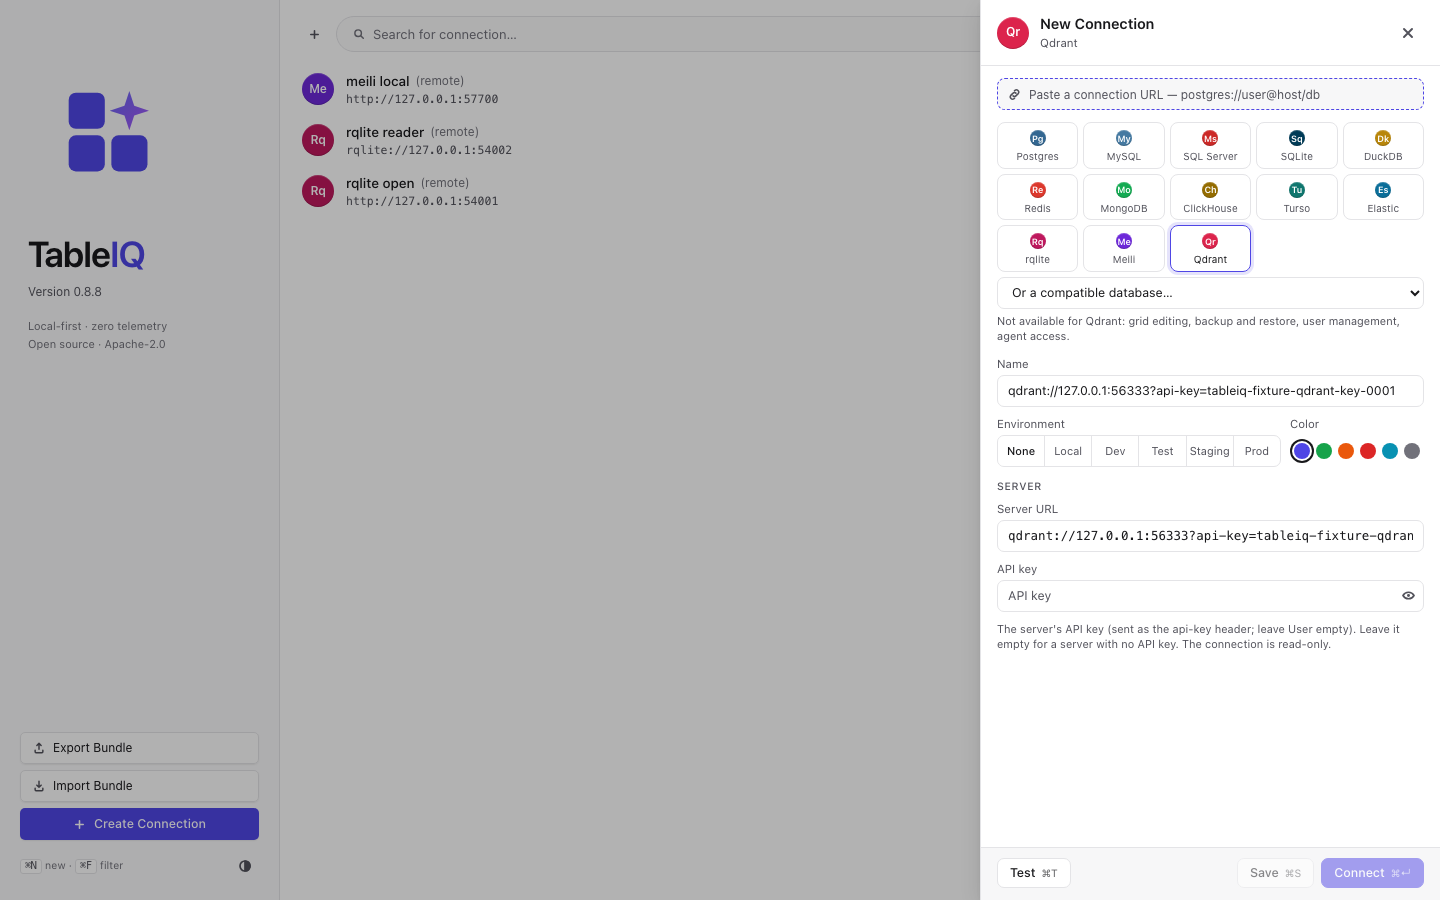 TableIQ
Version 0.8.8
Local-first · zero telemetry
Open source · Apache-2.0
Export Bundle
Import Bundle
+ Create Connection
⌘N new · ⌘F filter
+
Search for connection...
Me
meili local (remote)
http://127.0.0.1:57700
Rq
rqlite reader (remote)
rqlite://127.0.0.1:54002
Rq
rqlite open (remote)
http://127.0.0.1:54001
Qr
New Connection
Qdrant
Paste a connection URL — postgres://user@host/db
Pg My Ms Sq Dk
Postgres MySQL SQL Server SQLite DuckDB
Re Mo Ch Tu Es
Redis MongoDB ClickHouse Turso Elastic
Rq Me Qr
rqlite Meili Qdrant
Or a compatible database...
Not available for Qdrant: grid editing, backup and restore, user management,
agent access.
Name
qdrant://127.0.0.1:56333?api-key=tableiq-fixture-qdrant-key-0001
Environment Color
None Local Dev Test Staging Prod
SERVER
Server URL
qdrant://127.0.0.1:56333?api-key=tableiq-fixture-qdran
API key
API key
The server's API key (sent as the api-key header; leave User empty). Leave it
empty for a server with no API key. The connection is read-only.
Test ⌘T Save ⌘S Connect ⌘↵